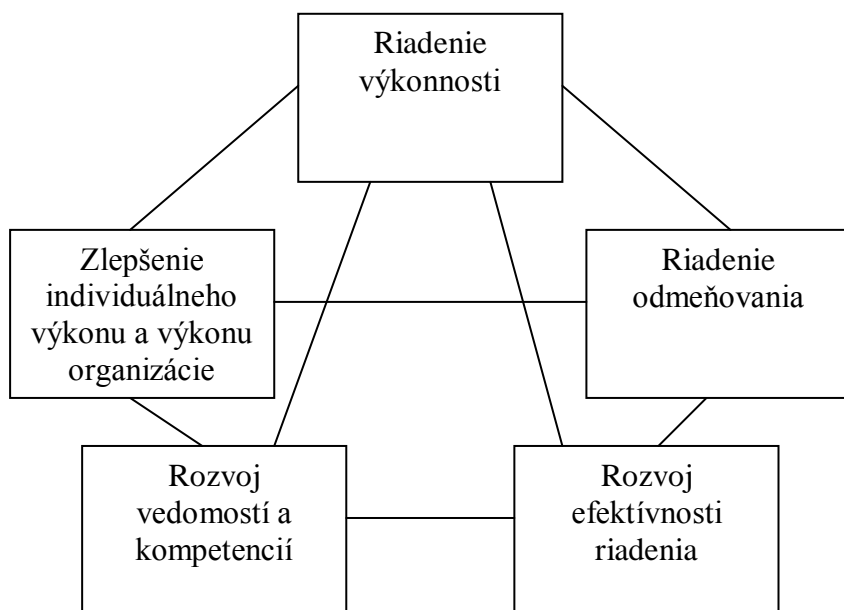 Riadenie
výkonnosti
Zlepšenie
individuálneho
výkonu a výkonu
organizácie
Riadenie
odmeňovania
Rozvoj
vedomostí a
kompetencií
Rozvoj
efektívnosti
riadenia